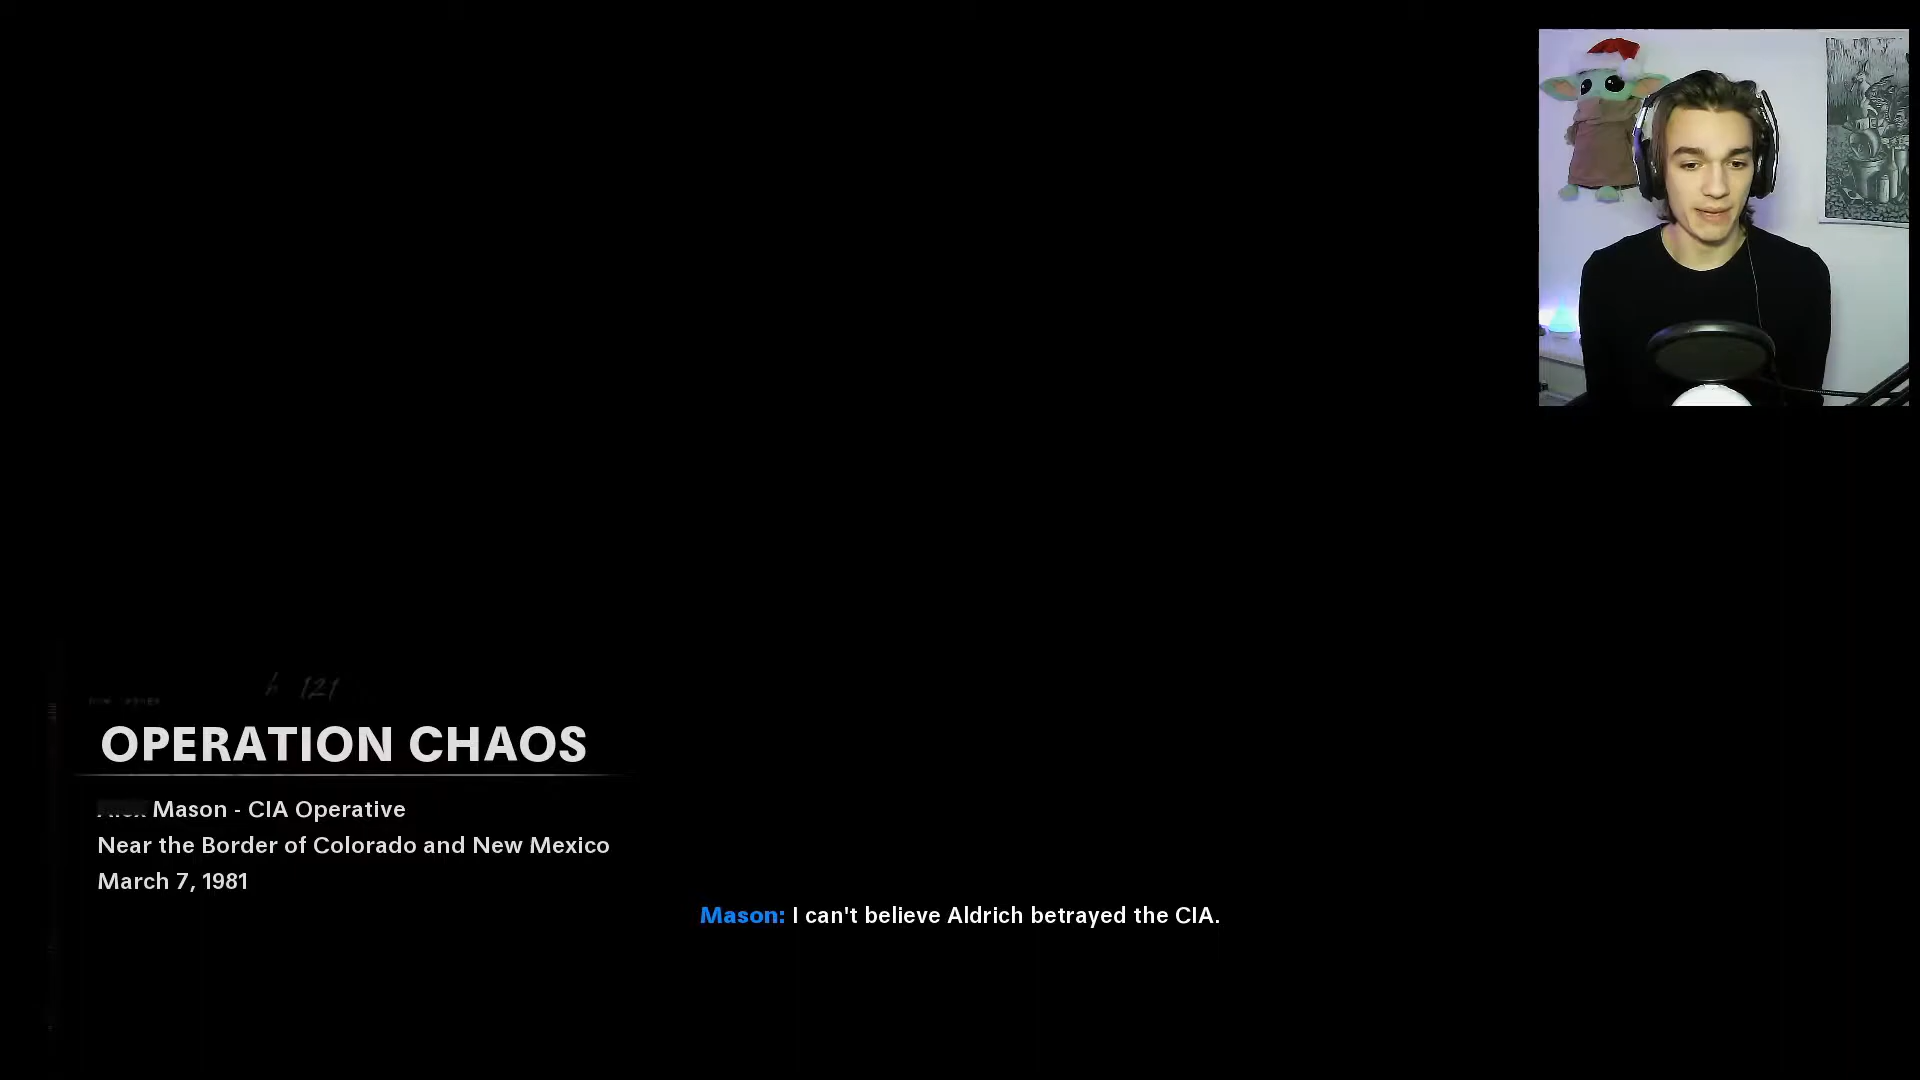 h 121
OPERATION CHAOS
Mason - CIA Operative
Near the Border of Colorado and New Mexico
March 7, 1981
Mason: I can't believe Aldrich betrayed the CIA.